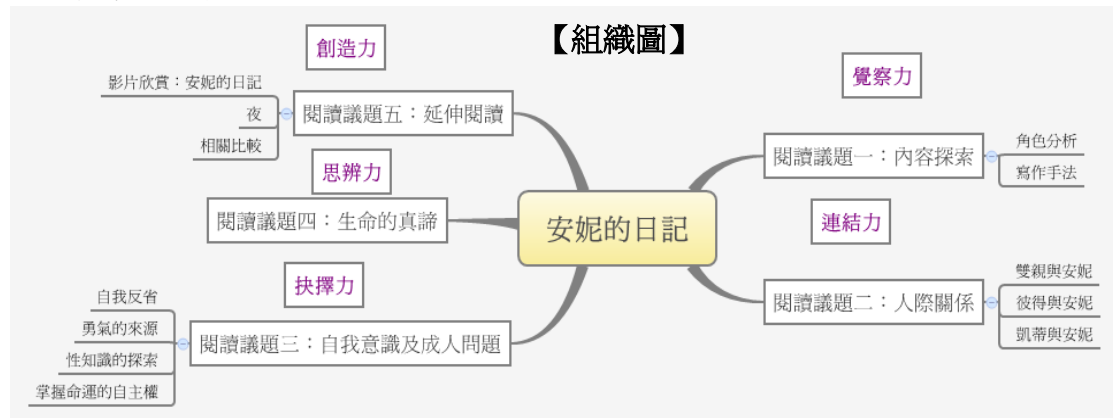 【組織圖】
安妮的日記
覺察力
閱讀議題一：內容探索
角色分析
寫作手法
連結力
閱讀議題二：人際關係
雙親與安妮
彼得與安妮
凱蒂與安妮
抉擇力
閱讀議題三：自我意識及成人問題
自我反省
勇氣的來源
性知識的探索
掌握命運的自主權
思辨力
閱讀議題四：生命的真諦
創造力
閱讀議題五：延伸閱讀
影片欣賞：安妮的日記
夜
相關比較